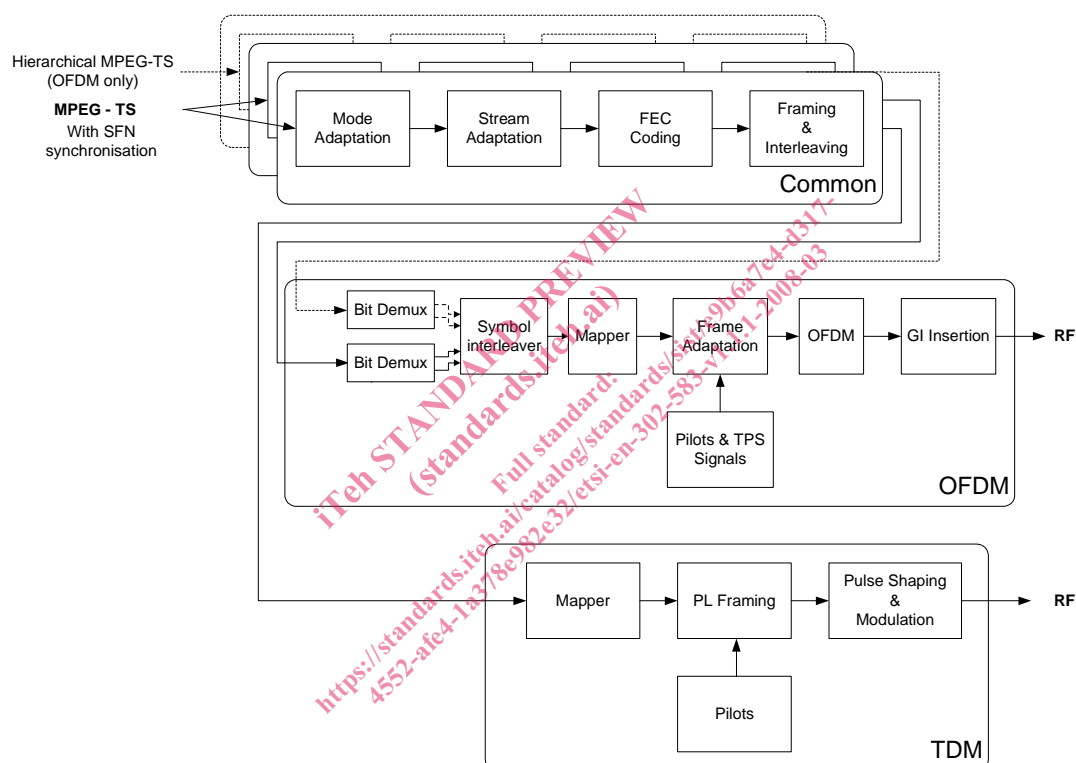 Hierarchical MPEG-TS
(OFDM only)
MPEG - TS
With SFN
synchronisation
Mode
Adaptation
Stream
Adaptation
FEC
Coding
Framing
&
Interleaving
Common
Bit Demux
Bit Demux
Symbol
interleaver
Mapper
Frame
Adaptation
OFDM
GI Insertion
RF
Pilots & TPS
Signals
OFDM
Mapper
PL Framing
Pulse Shaping
&
Modulation
RF
Pilots
TDM
iTeh STANDARD PREVIEW
(standards.iteh.ai)
Full standard:
https://standards.iteh.ai/catalog/standards/sist/e9b6a7e4-d317-
4552-afe4-1a378e982e32/etsi-en-302-583-v1-1.1-2008-03